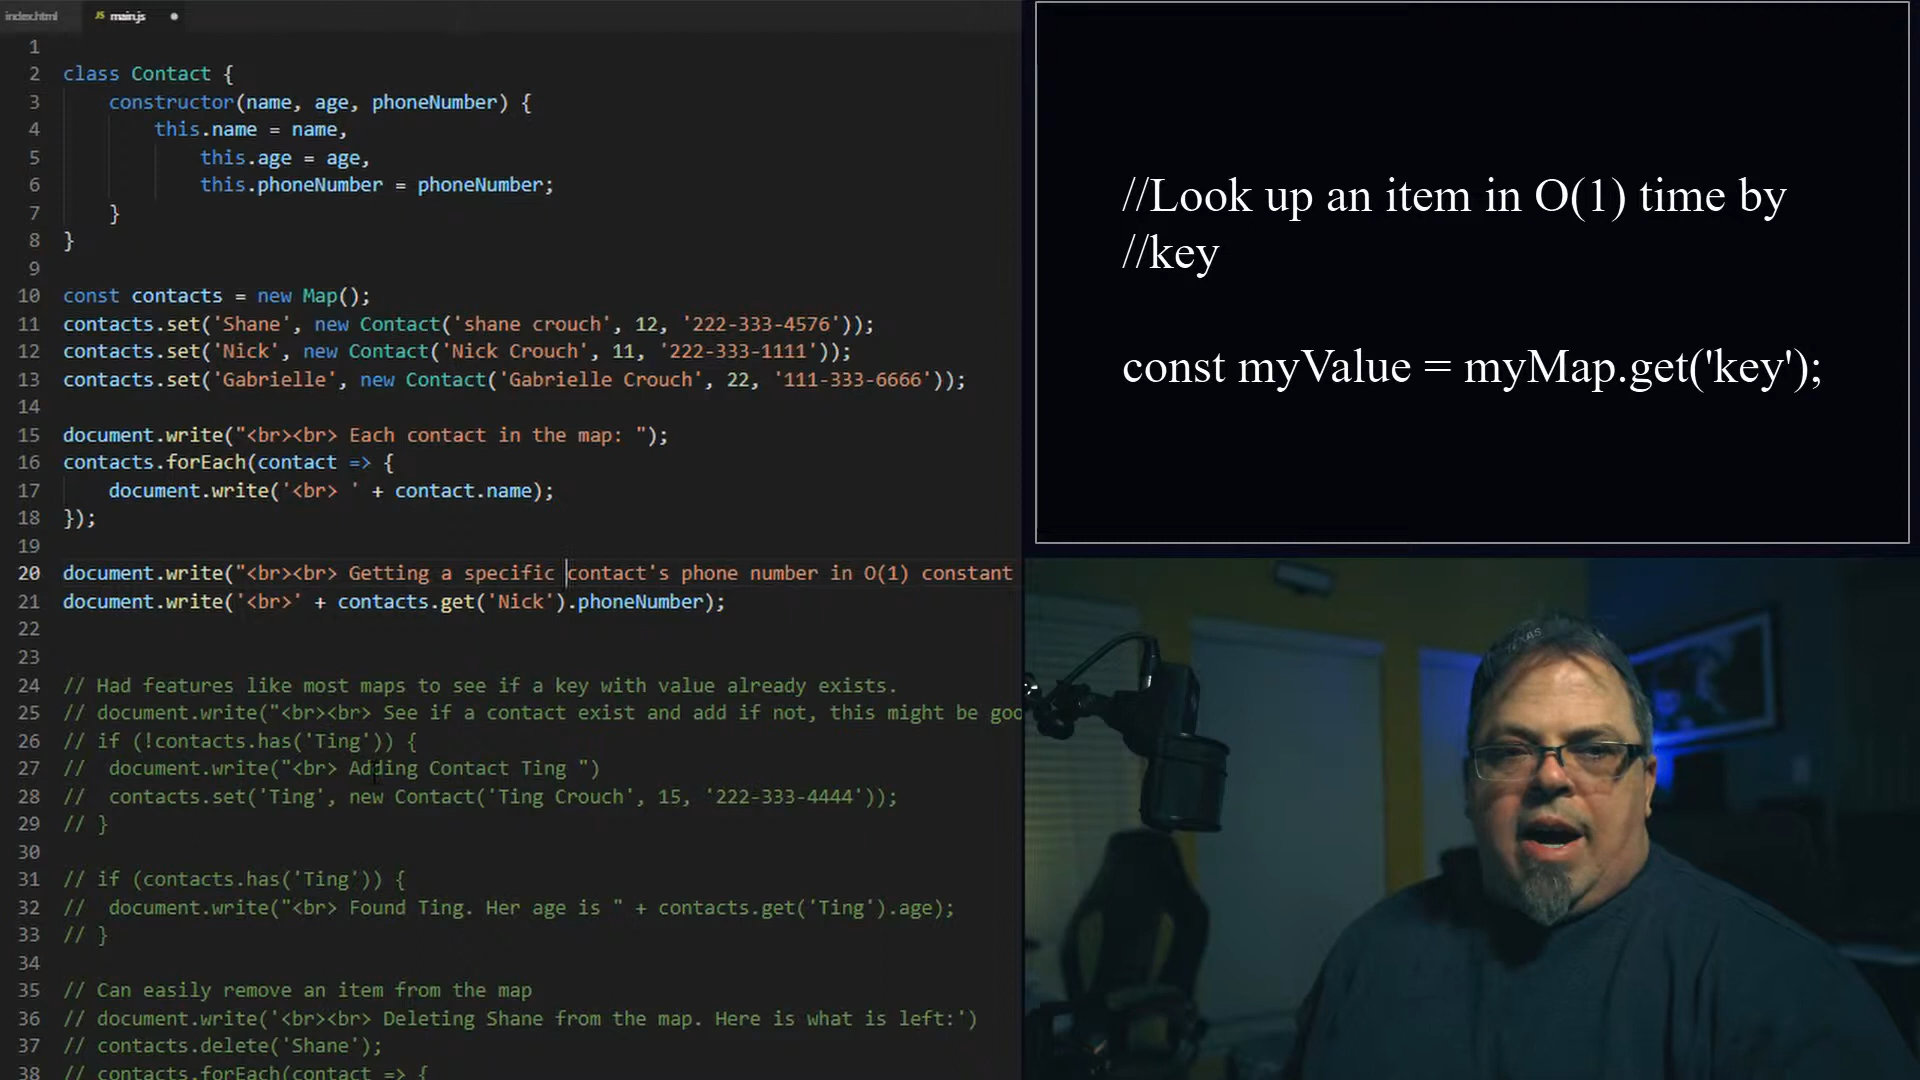 index.html
JS main.js
1
2 class Contact {
3 constructor(name, age, phoneNumber) {
4 this.name = name,
5 this.age = age,
6 this.phoneNumber = phoneNumber;
7 }
8 }
9
10 const contacts = new Map();
11 contacts.set('Shane', new Contact('shane crouch', 12, '222-333-4576'));
12 contacts.set('Nick', new Contact('Nick Crouch', 11, '222-333-1111'));
13 contacts.set('Gabrielle', new Contact('Gabrielle Crouch', 22, '111-333-6666'));
14
15 document.write("<br><br> Each contact in the map: ");
16 contacts.forEach(contact => {
17 document.write('<br> ' + contact.name);
18 });
19
20 document.write("<br><br> Getting a specific contact's phone number in O(1) constant
21 document.write('<br>' + contacts.get('Nick').phoneNumber);
22
23
24 // Had features like most maps to see if a key with value already exists.
25 // document.write("<br><br> See if a contact exist and add if not, this might be goo
26 // if (!contacts.has('Ting')) {
27 // document.write("<br> Adding Contact Ting ")
28 // contacts.set('Ting', new Contact('Ting Crouch', 15, '222-333-4444'));
29 // }
30
31 // if (contacts.has('Ting')) {
32 // document.write("<br> Found Ting. Her age is " + contacts.get('Ting').age);
33 // }
34
35 // Can easily remove an item from the map
36 // document.write('<br><br> Deleting Shane from the map. Here is what is left:')
37 // contacts.delete('Shane');
38 // contacts.forEach(contact => {
//Look up an item in O(1) time by
//key
const myValue = myMap.get('key');
TEXAS